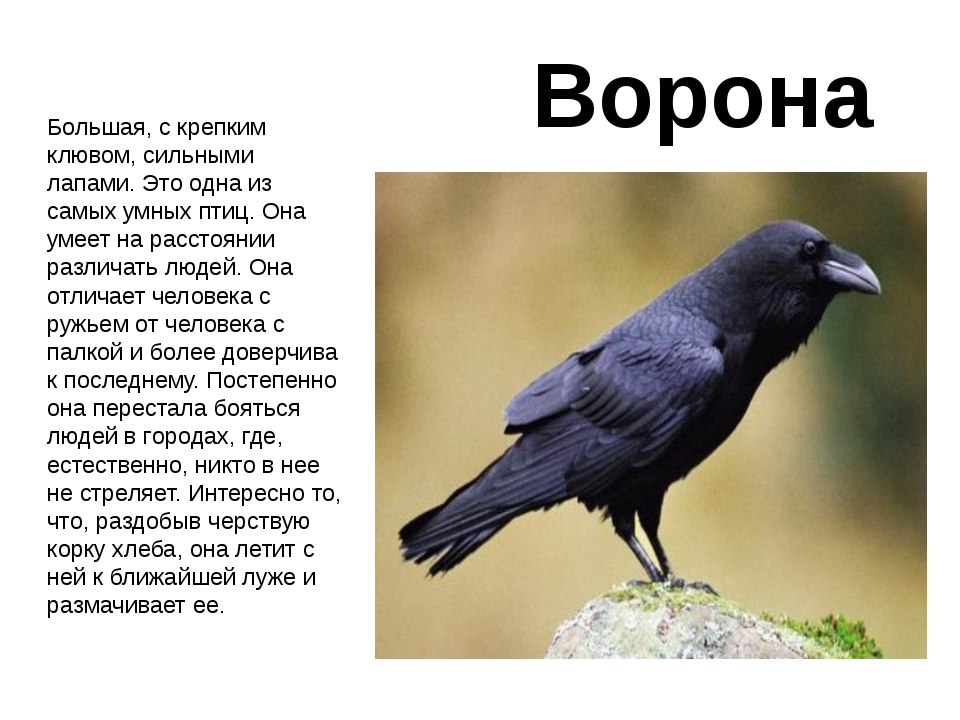 Ворона
Большая, с крепким
клювом, сильными
лапами. Это одна из
самых умных птиц. Она
умеет на расстоянии
различать людей. Она
отличает человека с
ружьем от человека с
палкой и более доверчива
к последнему. Постепенно
она перестала бояться
людей в городах, где,
естественно, никто в нее
не стреляет. Интересно то,
что, раздобыв черствую
корку хлеба, она летит с
ней к ближайшей луже и
размачивает ее.